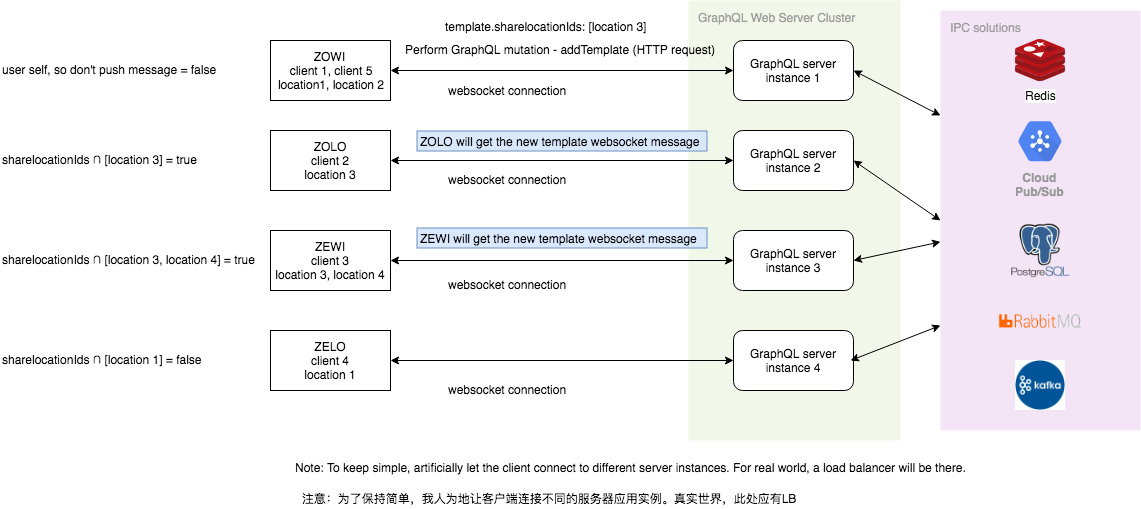 template.sharelocationIds: [location 3]
GraphQL Web Server Cluster
IPC solutions
user self, so don't push message = false
ZOWI
client 1, client 5
location1, location 2
Perform GraphQL mutation - addTemplate (HTTP request)
websocket connection
GraphQL server
instance 1
Redis
sharelocationIds ∩ [location 3] = true
ZOLO
client 2
location 3
ZOLO will get the new template websocket message
websocket connection
GraphQL server
instance 2
Cloud
Pub/Sub
sharelocationIds ∩ [location 3, location 4] = true
ZEWI
client 3
location 3, location 4
ZEWI will get the new template websocket message
websocket connection
GraphQL server
instance 3
PostgreSQL
RabbitMQ
sharelocationIds ∩ [location 1] = false
ZELO
client 4
location 1
websocket connection
GraphQL server
instance 4
kafka
Note: To keep simple, artificially let the client connect to different server instances. For real world, a load balancer will be there.
注意：为了保持简单，我人为地让客户端连接不同的服务器应用实例。真实世界，此处应有LB